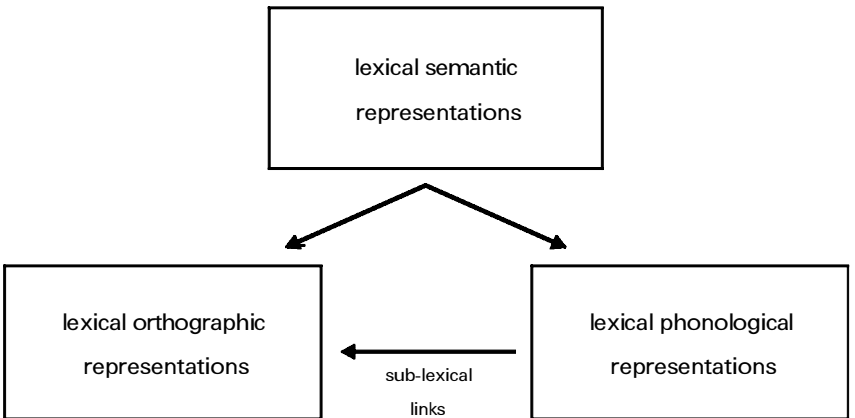 lexical semantic
representations
lexical orthographic
representations
lexical phonological
representations
sub-lexical
links